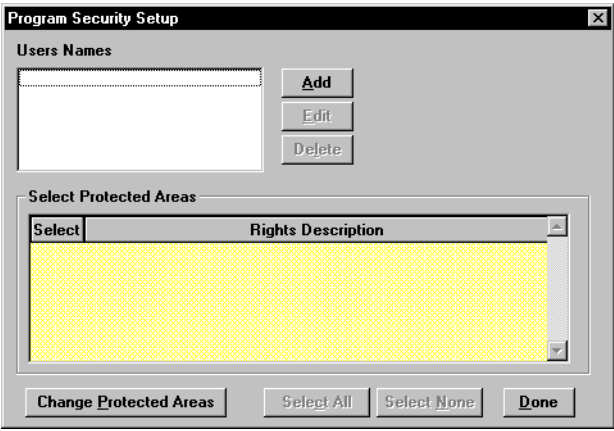 Program Security Setup
Users Names
Add
Edit
Delete
Select Protected Areas
Select Rights Description
Change Protected Areas Select All Select None Done